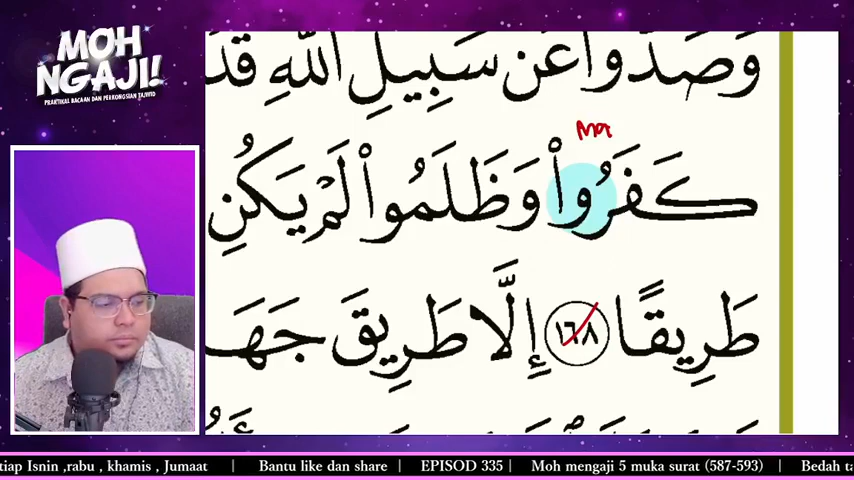 MOH
NGAJI!
PRAKTIKAL BACAAN DAN PERKONGSIAN TAJWID
وَصَدُّوا۟ عَن سَبِيلِ ٱللَّهِ قَدْ
Ma
كَفَرُوا۟ وَظَلَمُوا۟ لَمْ يَكُنِ
طَرِيقًا ١٦٨ إِلَّا طَرِيقَ جَهَ
tiap Isnin ,rabu , khamis , Jumaat | Bantu like dan share | EPISOD 335 | Moh mengaji 5 muka surat (587-593) | Bedah ta